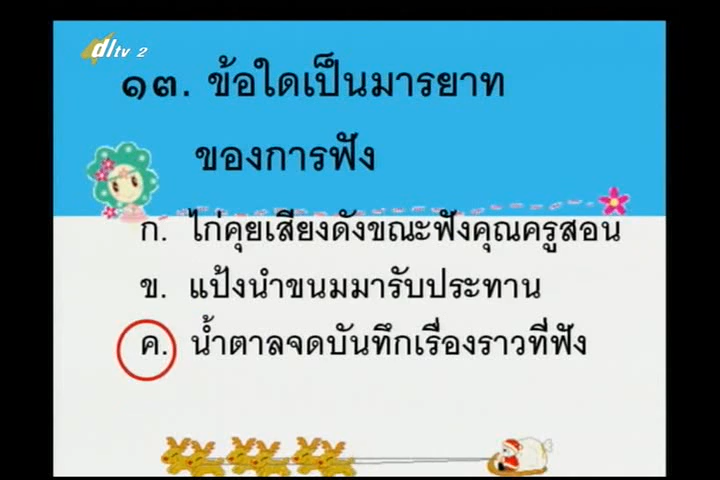 dltv 2
๑๓. ข้อใดเป็นมารยาท
ของการฟัง
ก. ไก่คุยเสียงดังขณะฟังคุณครูสอน
ข. แป้งนำขนมมารับประทาน
ค. น้ำตาลจดบันทึกเรื่องราวที่ฟัง